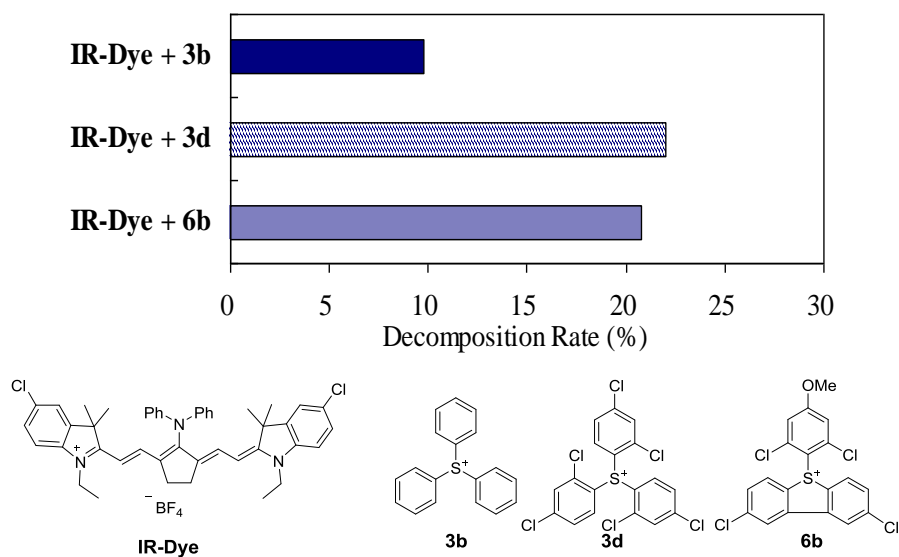 IR-Dye + 3b
IR-Dye + 3d
IR-Dye + 6b
0 5 10 15 20 25 30
Decomposition Rate (%)
Cl Cl Ph N Ph N+ N BF4−
IR-Dye
S+
3b
Cl Cl Cl S+ Cl Cl Cl
3d
OMe Cl Cl S+ Cl Cl
6b